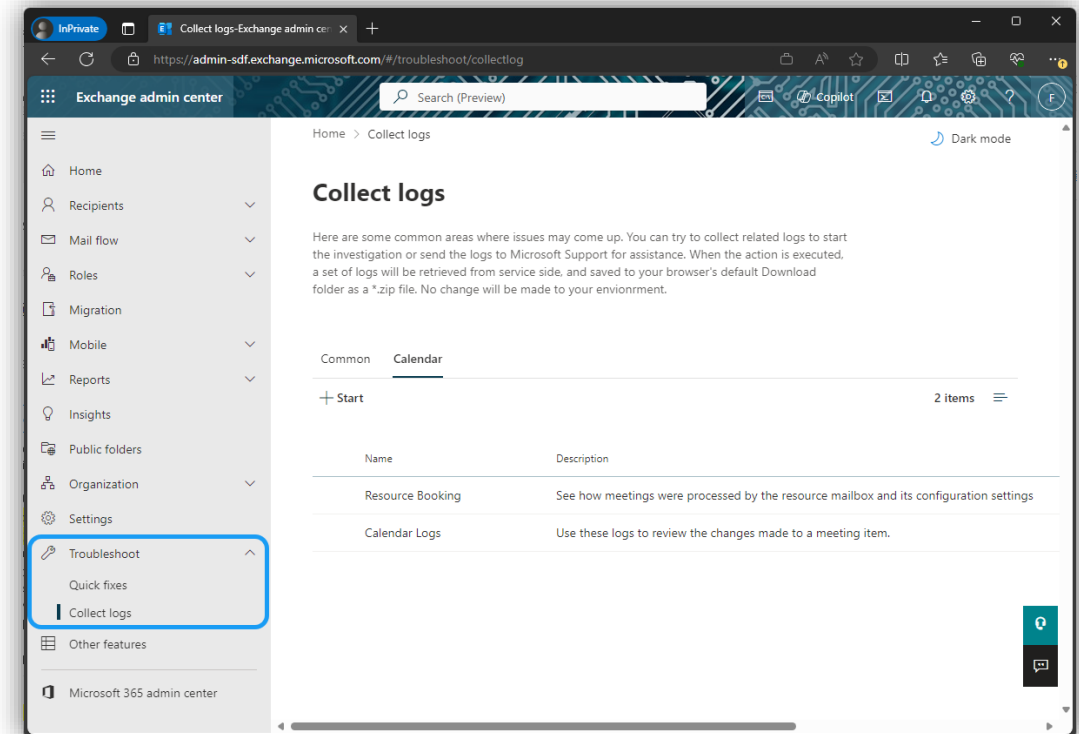 InPrivate
Collect logs-Exchange admin cen
https://admin-sdf.exchange.microsoft.com/#/troubleshoot/collectlog
Exchange admin center
Search (Preview)
Copilot
F
Home > Collect logs
Dark mode
Home
Recipients
Mail flow
Roles
Migration
Mobile
Reports
Insights
Public folders
Organization
Settings
Troubleshoot
Quick fixes
Collect logs
Other features
Microsoft 365 admin center
Collect logs
Here are some common areas where issues may come up. You can try to collect related logs to start
the investigation or send the logs to Microsoft Support for assistance. When the action is executed,
a set of logs will be retrieved from service side, and saved to your browser's default Download
folder as a *.zip file. No change will be made to your envionrment.
Common Calendar
Start
2 items
Name Description
Resource Booking See how meetings were processed by the resource mailbox and its configuration settings
Calendar Logs Use these logs to review the changes made to a meeting item.